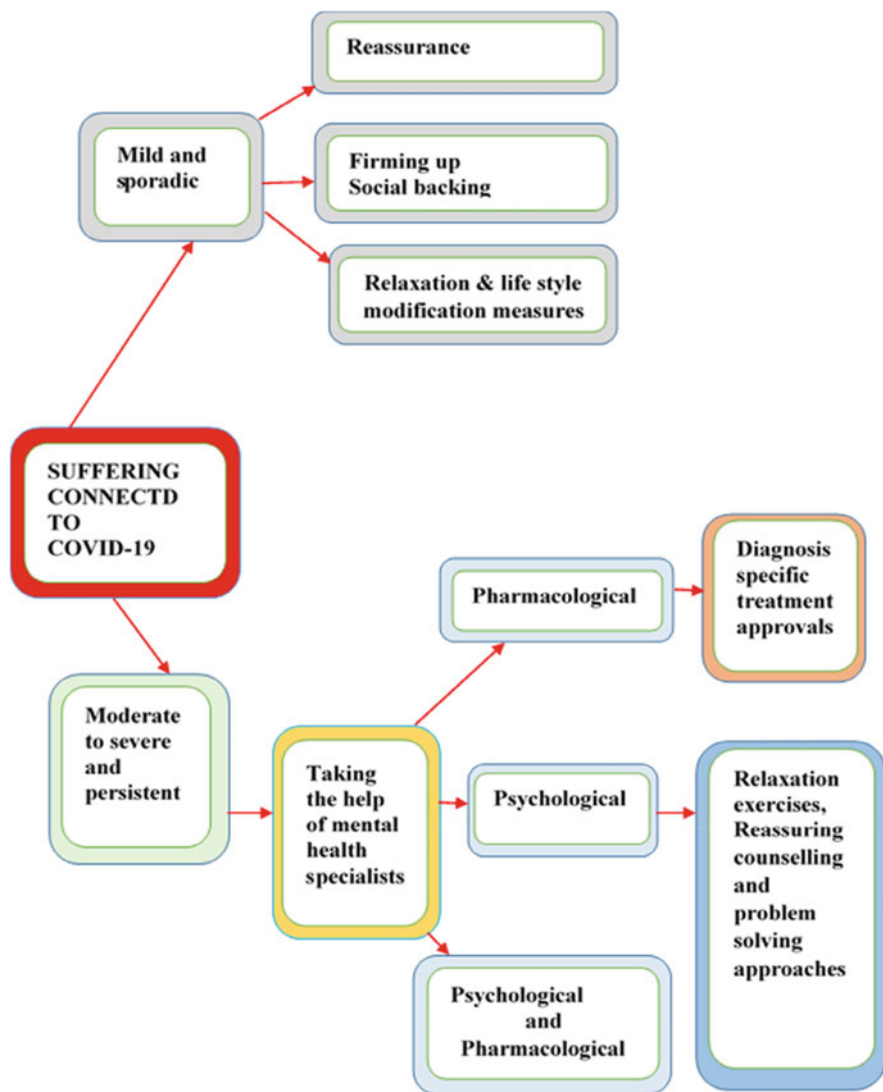 Reassurance
Mild and
sporadic
Firming up
Social backing
Relaxation & life style
modification measures
SUFFERING
CONNECTD
TO
COVID-19
Moderate
to severe
and
persistent
Taking
the help
of mental
health
specialists
Pharmacological
Diagnosis
specific
treatment
approvals
Psychological
Relaxation
exercises,
Reassuring
counselling
and
problem
solving
approaches
Psychological
and
Pharmacological